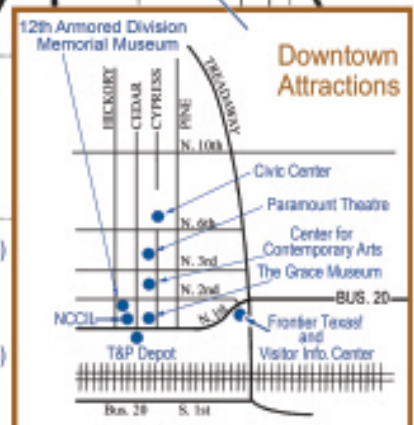 12th Armored Division
Memorial Museum
Downtown
Attractions
HICKORY
CEDAR
CYPRESS
PINE
TREADAWAY
N. 10th
Civic Center
Paramount Theatre
N. 6th
Center for
Contemporary Arts
N. 3rd
The Grace Museum
N. 2nd
BUS. 20
N. 1st
NCCIL
Frontier Texas!
and
Visitor Info. Center
T&P Depot
Bus. 20
S. 1st
)
)